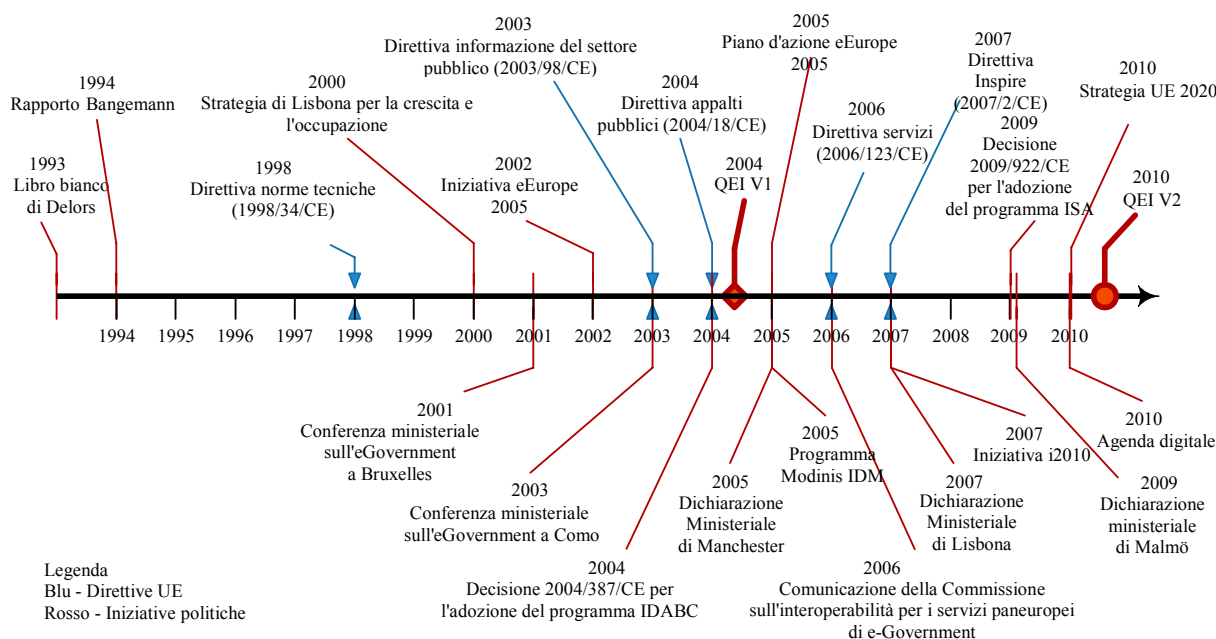 1993
Libro bianco
di Delors
1994
Rapporto Bangemann
1998
Direttiva norme tecniche
(1998/34/CE)
2000
Strategia di Lisbona per la crescita e
l'occupazione
2002
Iniziativa eEurope
2005
2003
Direttiva informazione del settore
pubblico (2003/98/CE)
2004
Direttiva appalti
pubblici (2004/18/CE)
2004
QEI V1
2005
Piano d'azione eEurope
2005
2006
Direttiva servizi
(2006/123/CE)
2007
Direttiva
Inspire
(2007/2/CE)
2009
Decisione
2009/922/CE
per l'adozione
del programma ISA
2010
Strategia UE 2020
2010
QEI V2
1994 1995 1996 1997 1998 1999 2000 2001 2002 2003 2004 2005 2006 2007 2008 2009 2010
2001
Conferenza ministeriale
sull'eGovernment
a Bruxelles
2003
Conferenza ministeriale
sull'eGovernment a Como
2004
Decisione 2004/387/CE per
l'adozione del programma IDABC
2005
Dichiarazione
Ministeriale
di Manchester
2005
Programma
Modinis IDM
2006
Comunicazione della Commissione
sull'interoperabilità per i servizi paneuropei
di e-Government
2007
Dichiarazione
Ministeriale
di Lisbona
2007
Iniziativa i2010
2009
Dichiarazione
ministeriale
di Malmö
2010
Agenda digitale
Legenda
Blu - Direttive UE
Rosso - Iniziative politiche